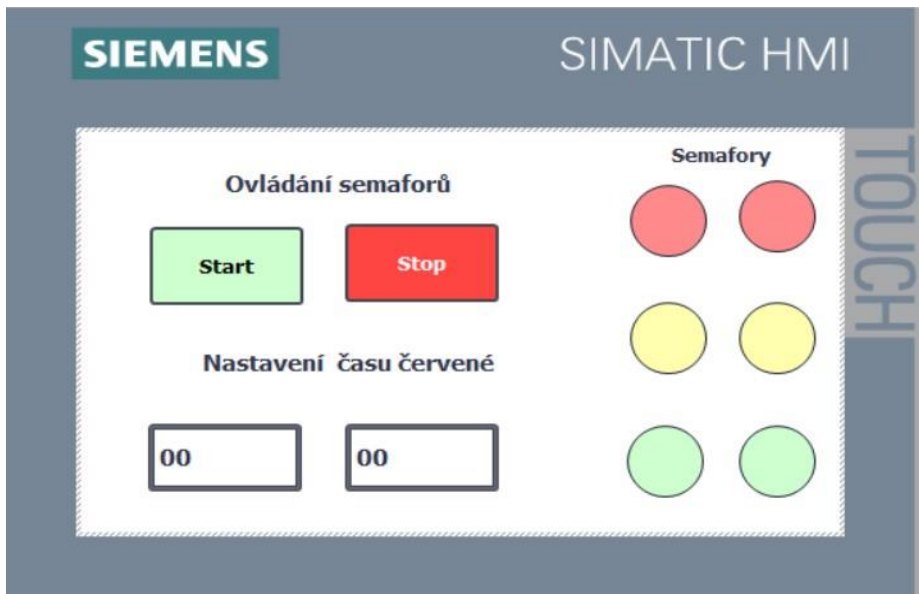 SIEMENS
SIMATIC HMI
TOUCH
Ovládání semaforů
Start
Stop
Nastavení času červené
00
00
Semafory